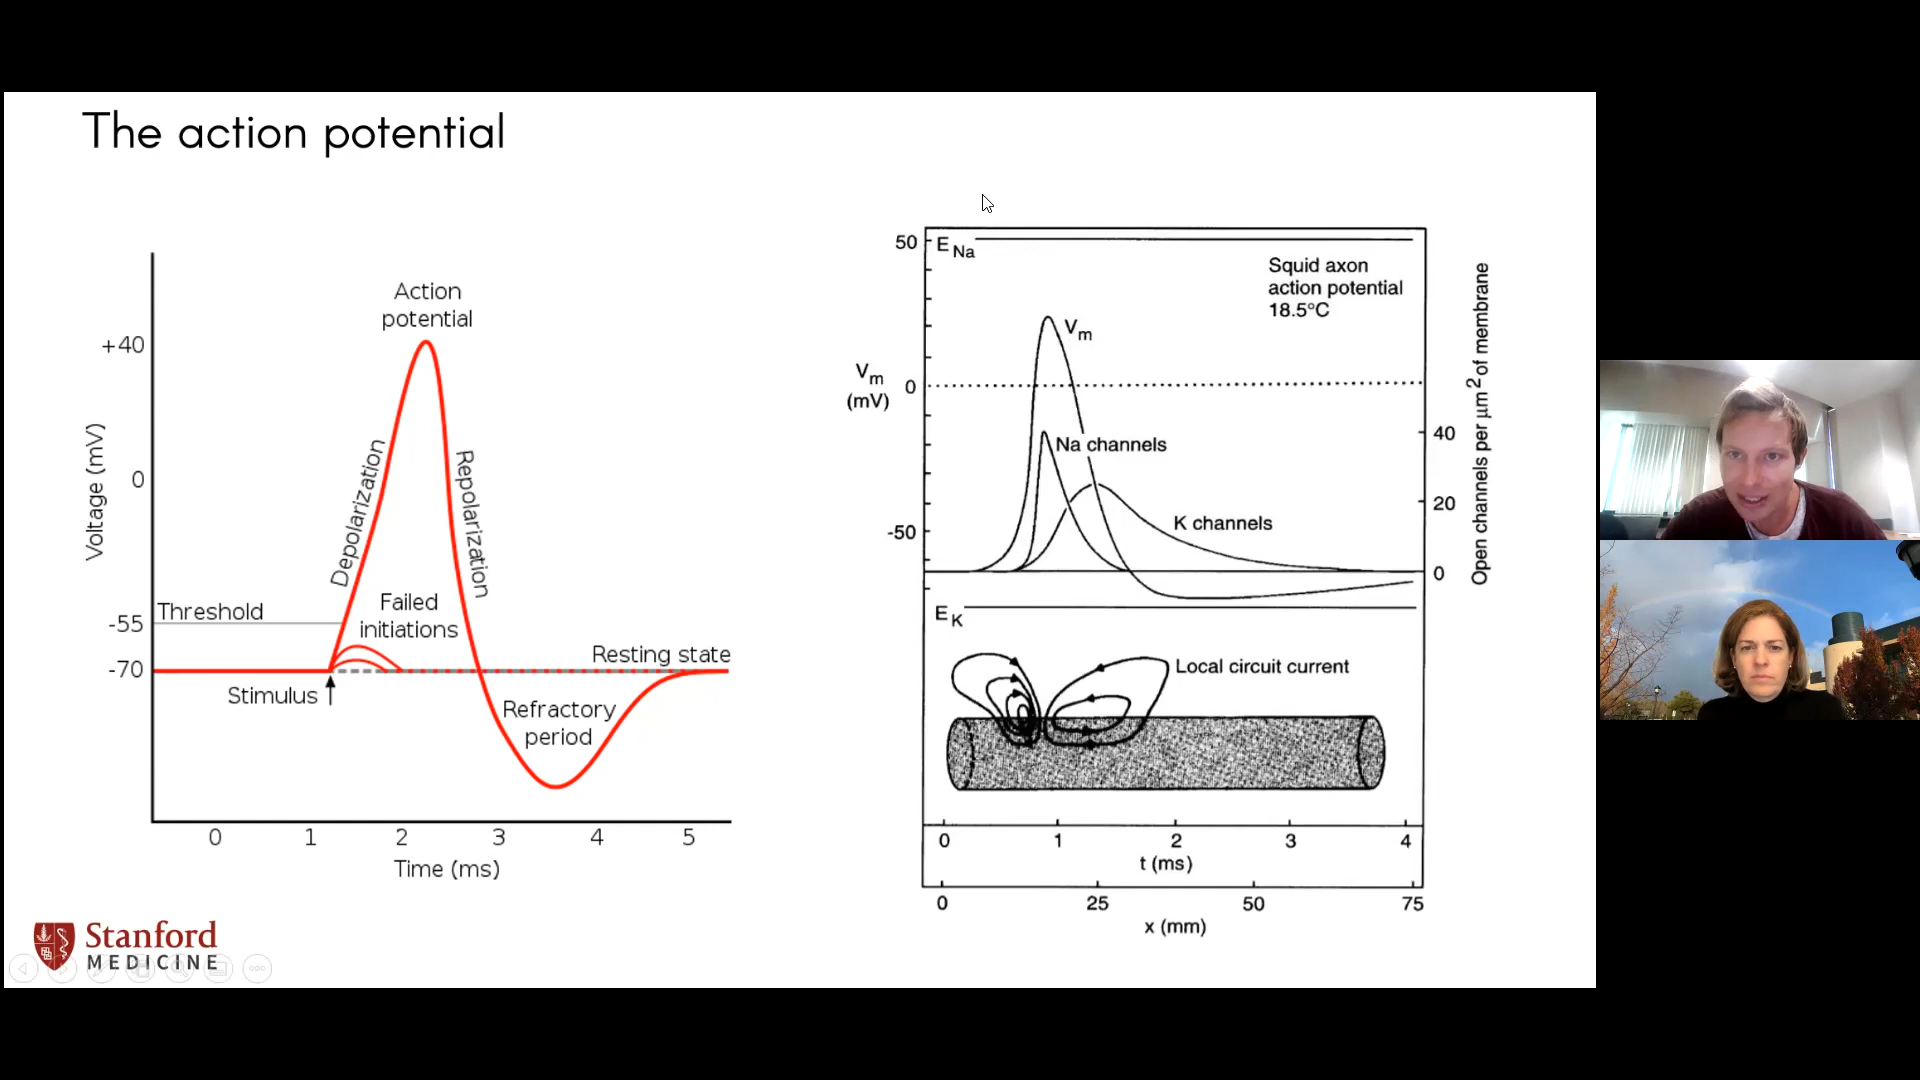 The action potential
Action
potential
+40
0
-55
-70
Voltage (mV)
Depolarization
Repolarization
Threshold
Failed
initiations
Resting state
Stimulus
Refractory
period
0 1 2 3 4 5
Time (ms)
50
E Na
Squid axon
action potential
18.5°C
Vm
Vm
(mV)
0
Na channels
40
20
0
K channels
-50
Open channels per µm2 of membrane
E K
Local circuit current
0 1 2 3 4
t (ms)
0 25 50 75
x (mm)
Stanford
MEDICINE